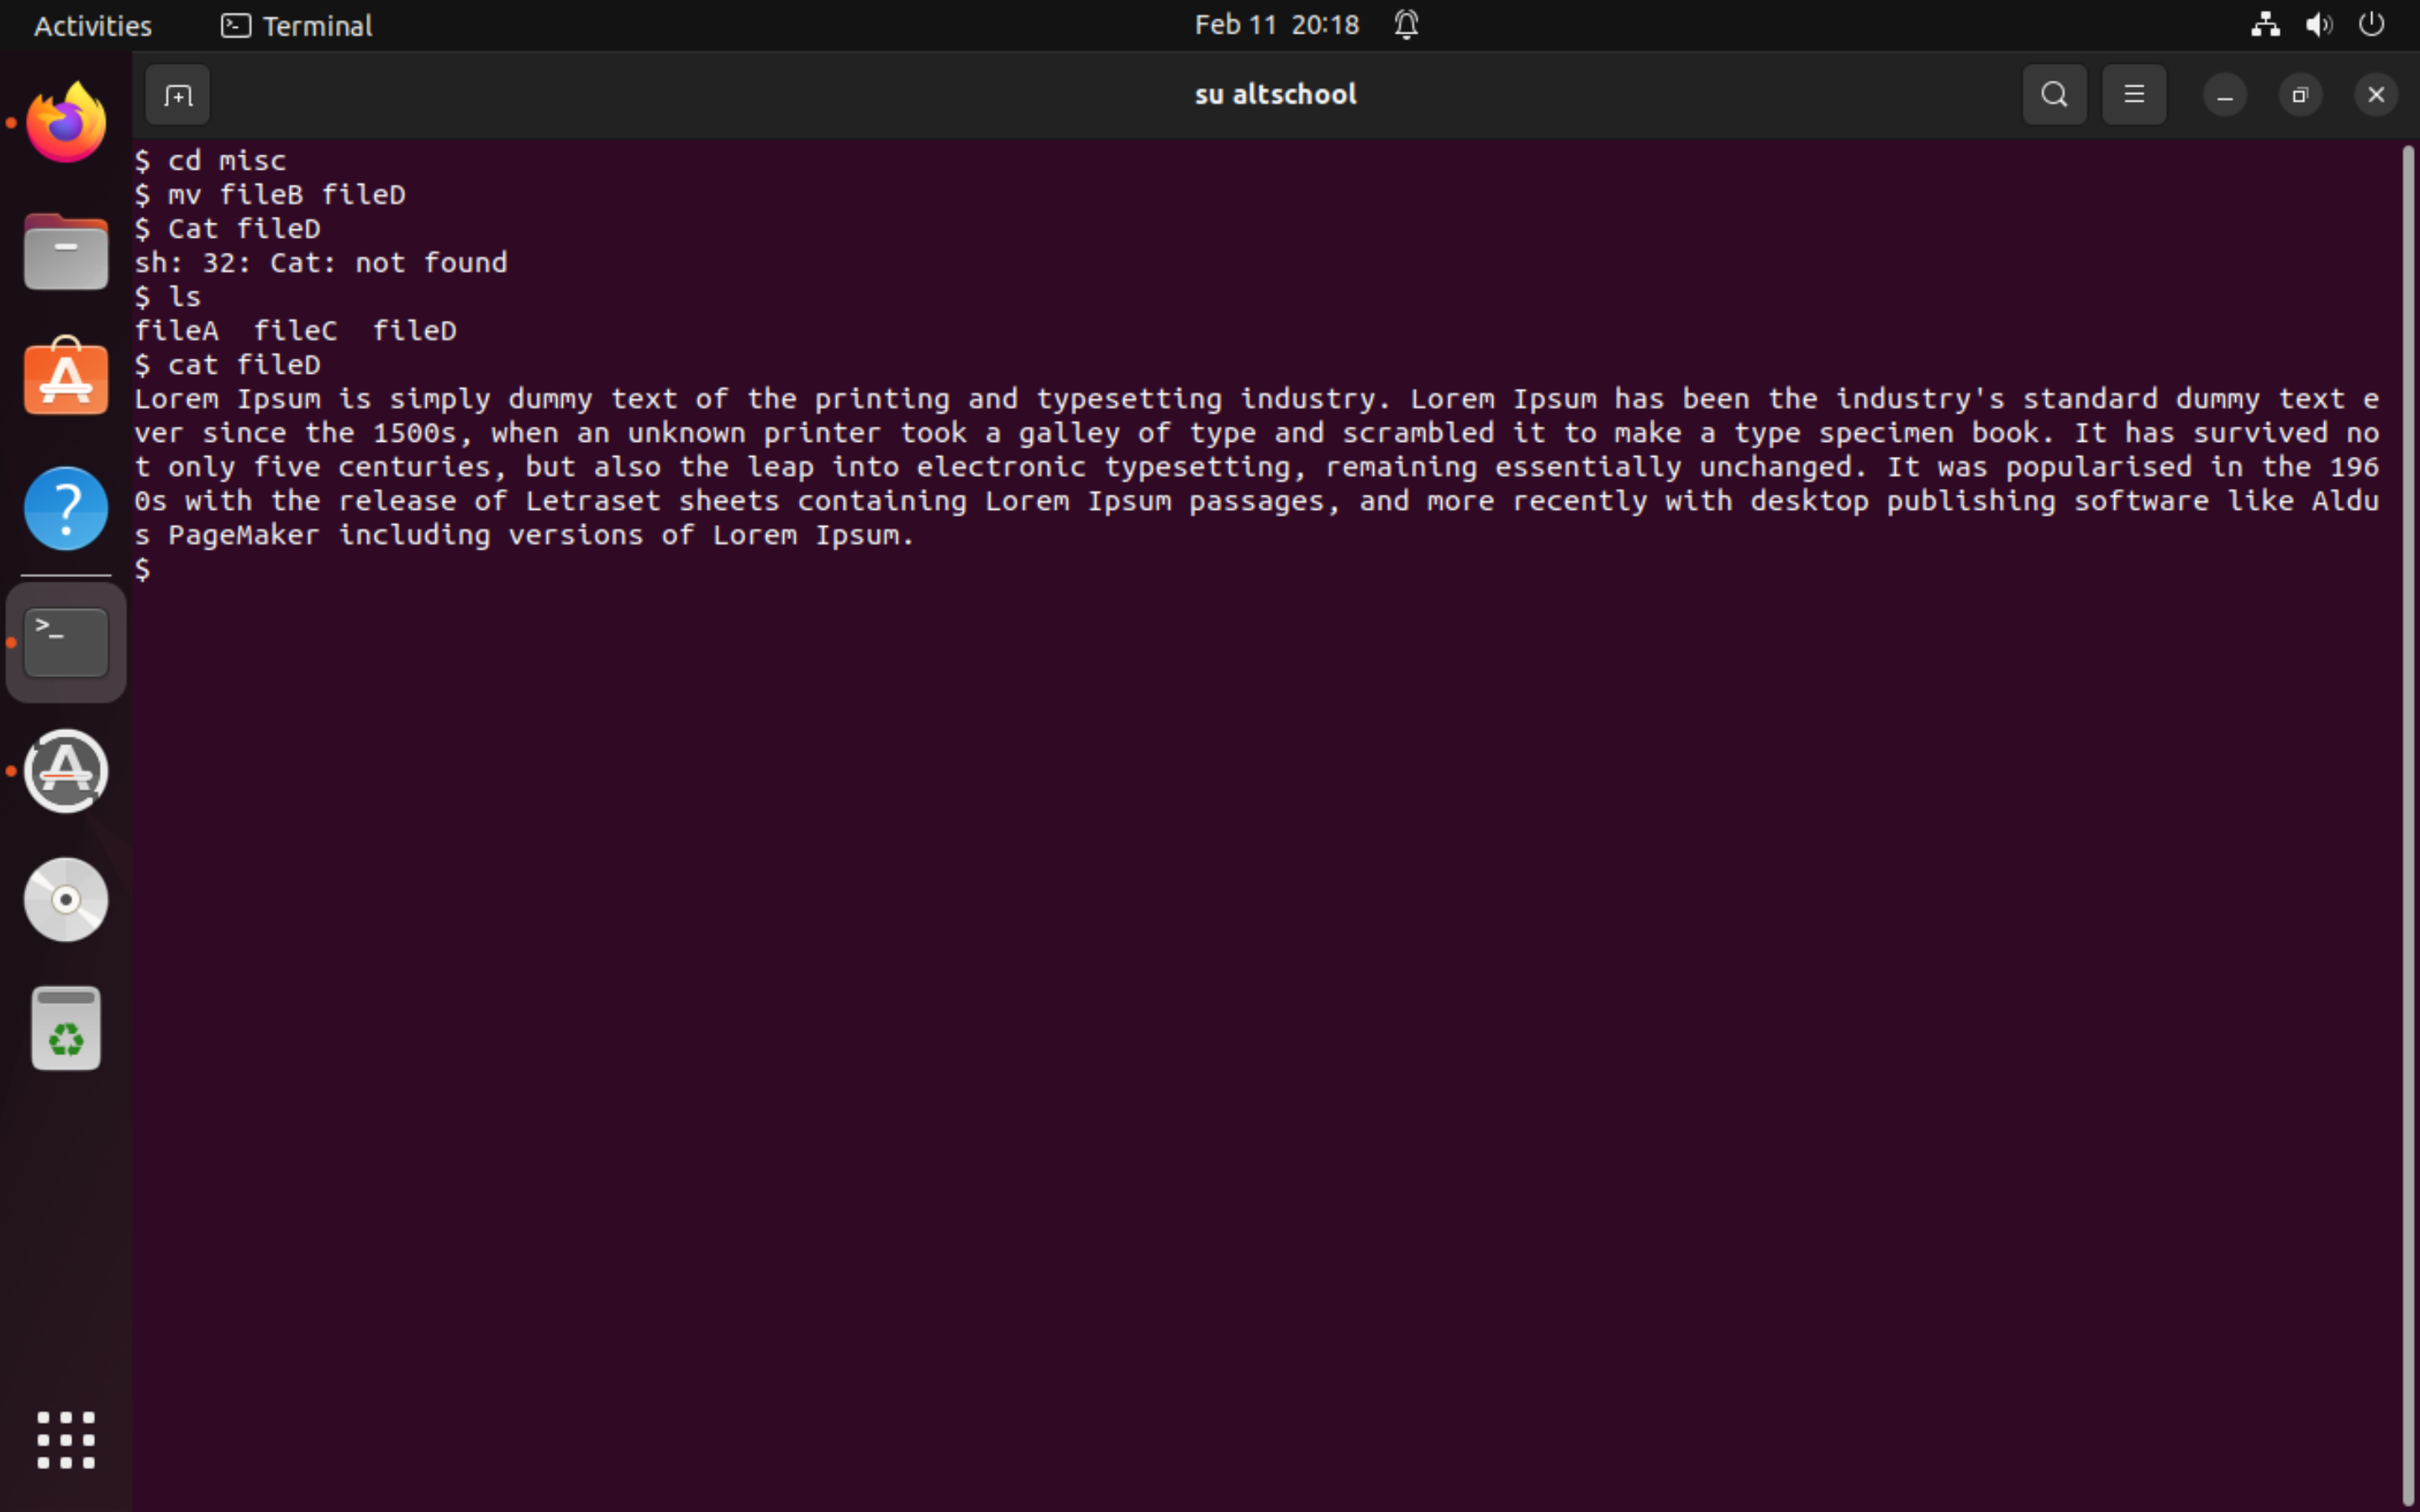 Activities Terminal Feb 11 20:18
su altschool
$ cd misc
$ mv fileB fileD
$ Cat fileD
sh: 32: Cat: not found
$ ls
fileA  fileC  fileD
$ cat fileD
Lorem Ipsum is simply dummy text of the printing and typesetting industry. Lorem Ipsum has been the industry's standard dummy text e
ver since the 1500s, when an unknown printer took a galley of type and scrambled it to make a type specimen book. It has survived no
t only five centuries, but also the leap into electronic typesetting, remaining essentially unchanged. It was popularised in the 196
0s with the release of Letraset sheets containing Lorem Ipsum passages, and more recently with desktop publishing software like Aldu
s PageMaker including versions of Lorem Ipsum.
$